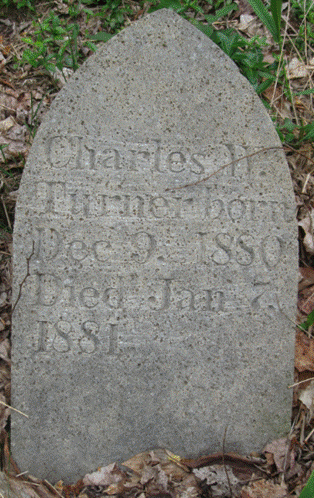 Charles W.
Turner born
Dec 9. 1880
Died Jan 7,
1881